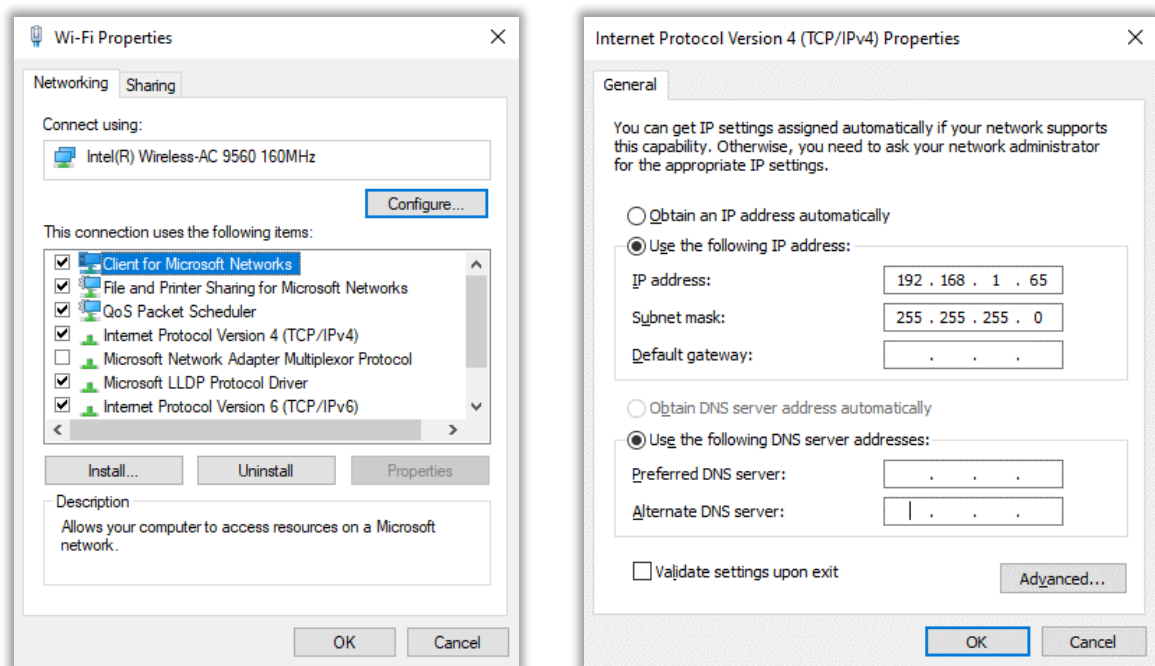 Wi-Fi Properties
Networking
Sharing
Connect using:
Intel(R) Wireless-AC 9560 160MHz
Configure...
This connection uses the following items:
Client for Microsoft Networks
File and Printer Sharing for Microsoft Networks
QoS Packet Scheduler
Internet Protocol Version 4 (TCP/IPv4)
Microsoft Network Adapter Multiplexor Protocol
Microsoft LLDP Protocol Driver
Internet Protocol Version 6 (TCP/IPv6)
Install...
Uninstall
Properties
Description
Allows your computer to access resources on a Microsoft
network.
OK
Cancel
Internet Protocol Version 4 (TCP/IPv4) Properties
General
You can get IP settings assigned automatically if your network supports
this capability. Otherwise, you need to ask your network administrator
for the appropriate IP settings.
Obtain an IP address automatically
Use the following IP address:
IP address:
192 . 168 . 1 . 65
Subnet mask:
255 . 255 . 255 . 0
Default gateway:
. . .
Obtain DNS server address automatically
Use the following DNS server addresses:
Preferred DNS server:
. . .
Alternate DNS server:
. . .
Validate settings upon exit
Advanced...
OK
Cancel